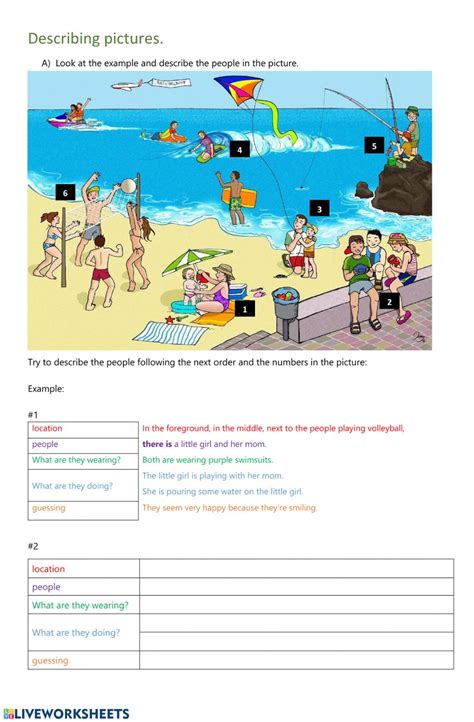 Describing pictures.
A) Look at the example and describe the people in the picture.
6
4
5
3
1
2
Try to describe the people following the next order and the numbers in the picture:
Example:
#1
location In the foreground, in the middle, next to the people playing volleyball,
people there is a little girl and her mom.
What are they wearing? Both are wearing purple swimsuits.
What are they doing? The little girl is playing with her mom.
She is pouring some water on the little girl.
guessing They seem very happy because they're smiling.
#2
location
people
What are they wearing?
What are they doing?
guessing
LIVEWORKSHEETS